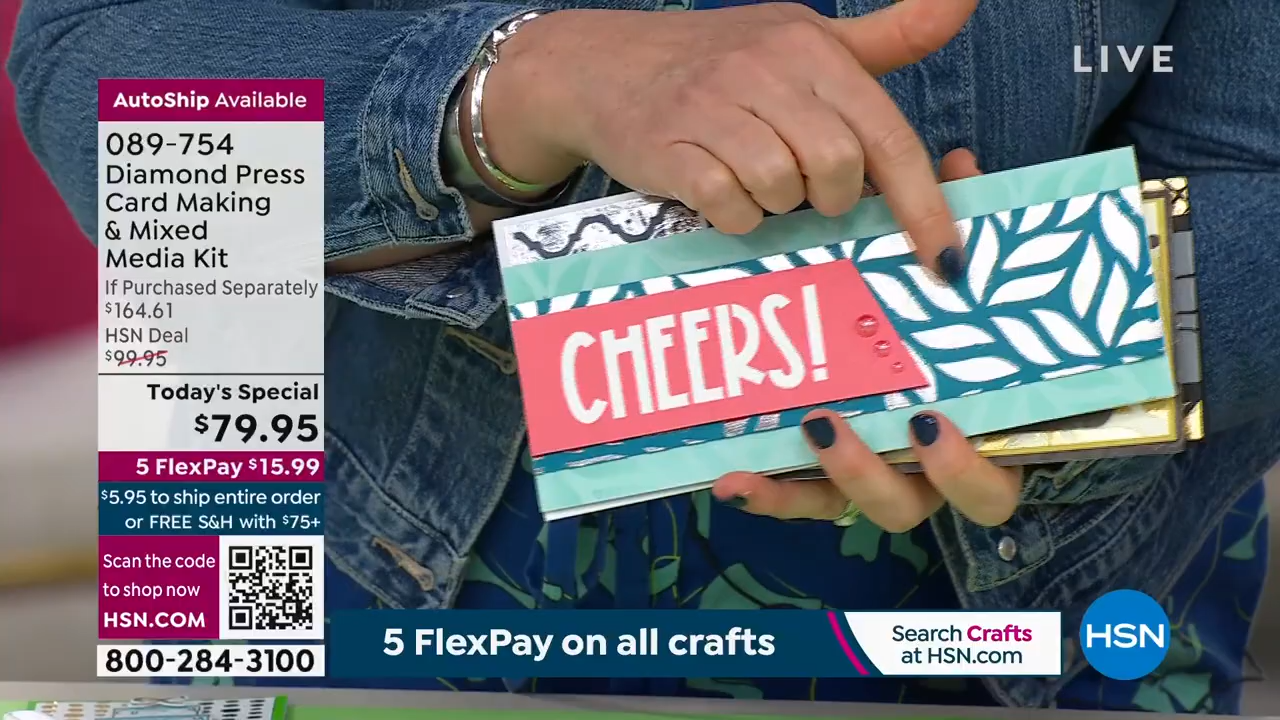 LIVE
AutoShip Available
089-754
Diamond Press
Card Making
& Mixed
Media Kit
If Purchased Separately
$164.61
HSN Deal
$99.95
Today's Special
$79.95
5 FlexPay $15.99
$5.95 to ship entire order
or FREE S&H with $75+
Scan the code
to shop now
HSN.COM
800-284-3100
CHEERS!
5 FlexPay on all crafts
Search Crafts
at HSN.com
HSN